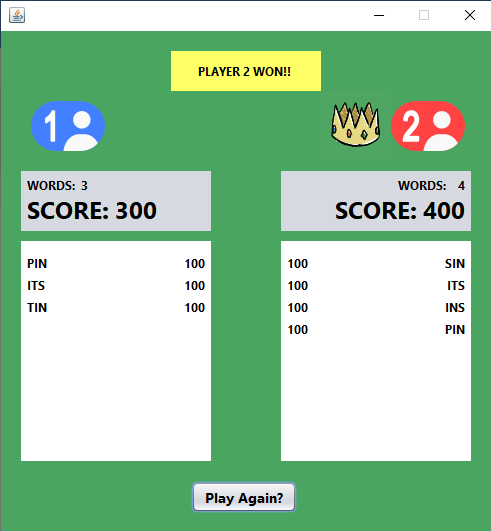 PLAYER 2 WON!!
1
2
WORDS: 3
SCORE: 300
WORDS: 4
SCORE: 400
PIN 100
ITS 100
TIN 100
100 SIN
100 ITS
100 INS
100 PIN
Play Again?